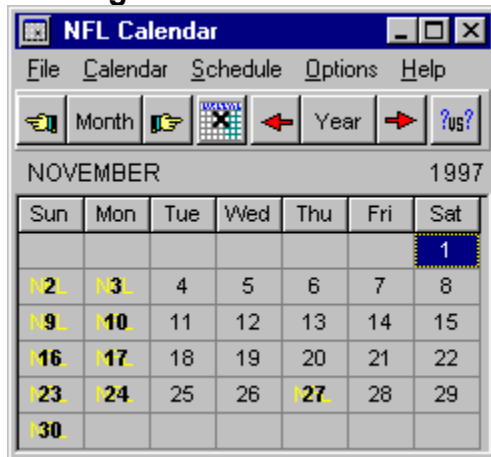 NFL Calendar
File Calendar Schedule Options Help
Month Year ?us?
NOVEMBER 1997
Sun Mon Tue Wed Thu Fri Sat
1
2 3 4 5 6 7 8
9 10 11 12 13 14 15
16 17 18 19 20 21 22
23 24 25 26 27 28 29
30